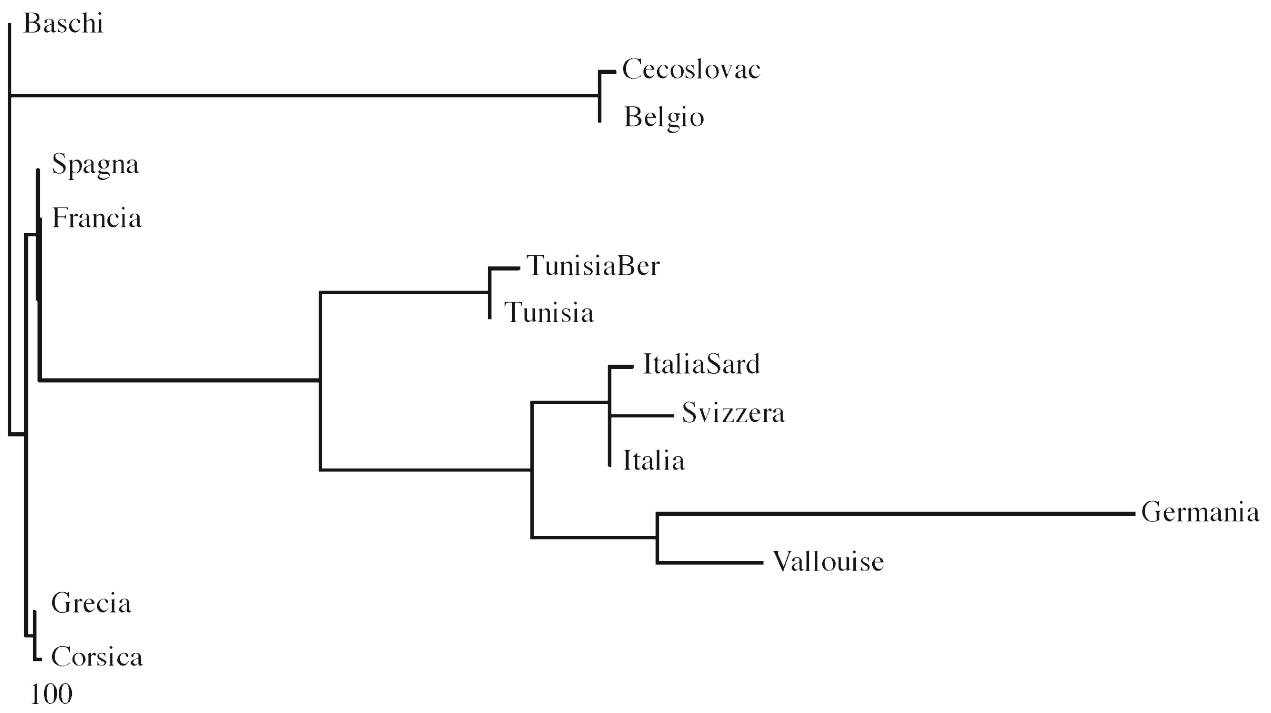 Baschi
Cecoslovac
Belgio
Spagna
Francia
TunisiaBer
Tunisia
ItaliaSard
Svizzera
Italia
Germania
Vallouise
Grecia
Corsica
100